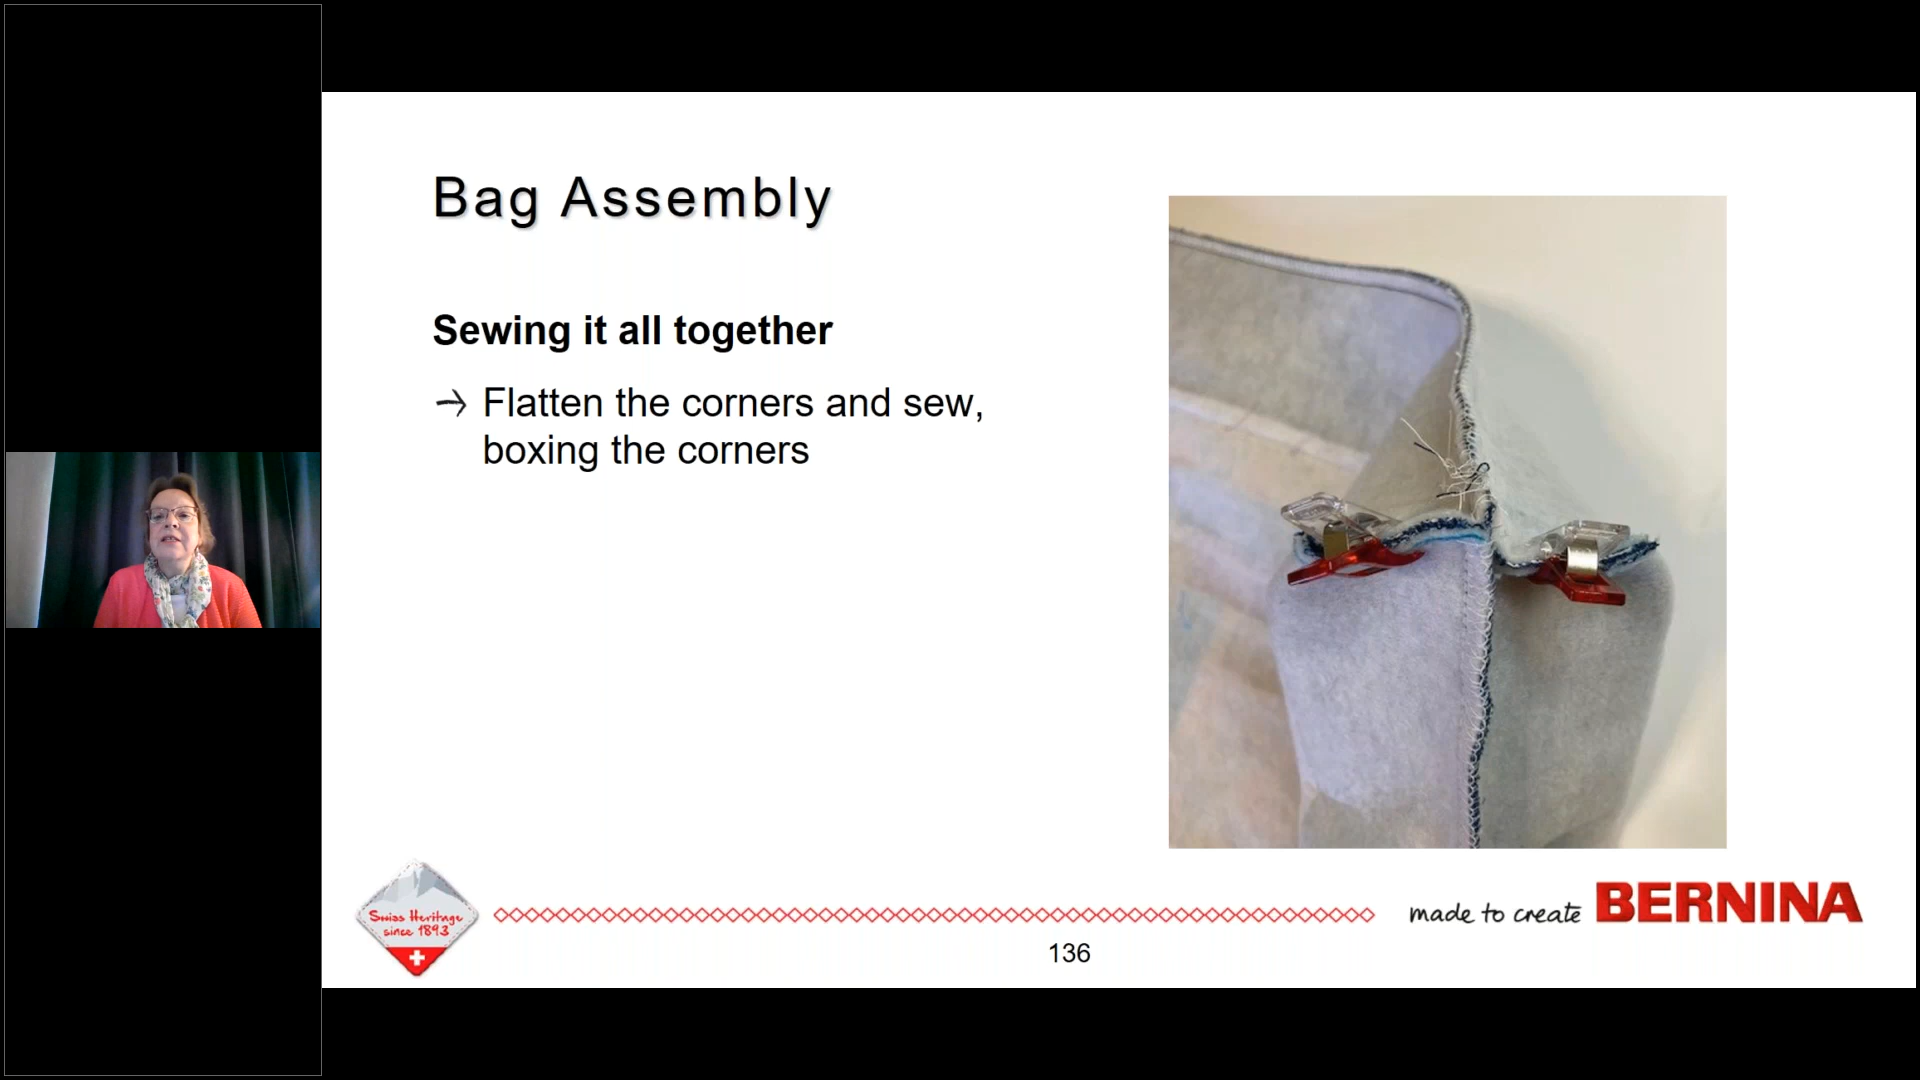 Bag Assembly
Sewing it all together
→ Flatten the corners and sew,
boxing the corners
Swiss Heritage
since 1893
made to create BERNINA
136